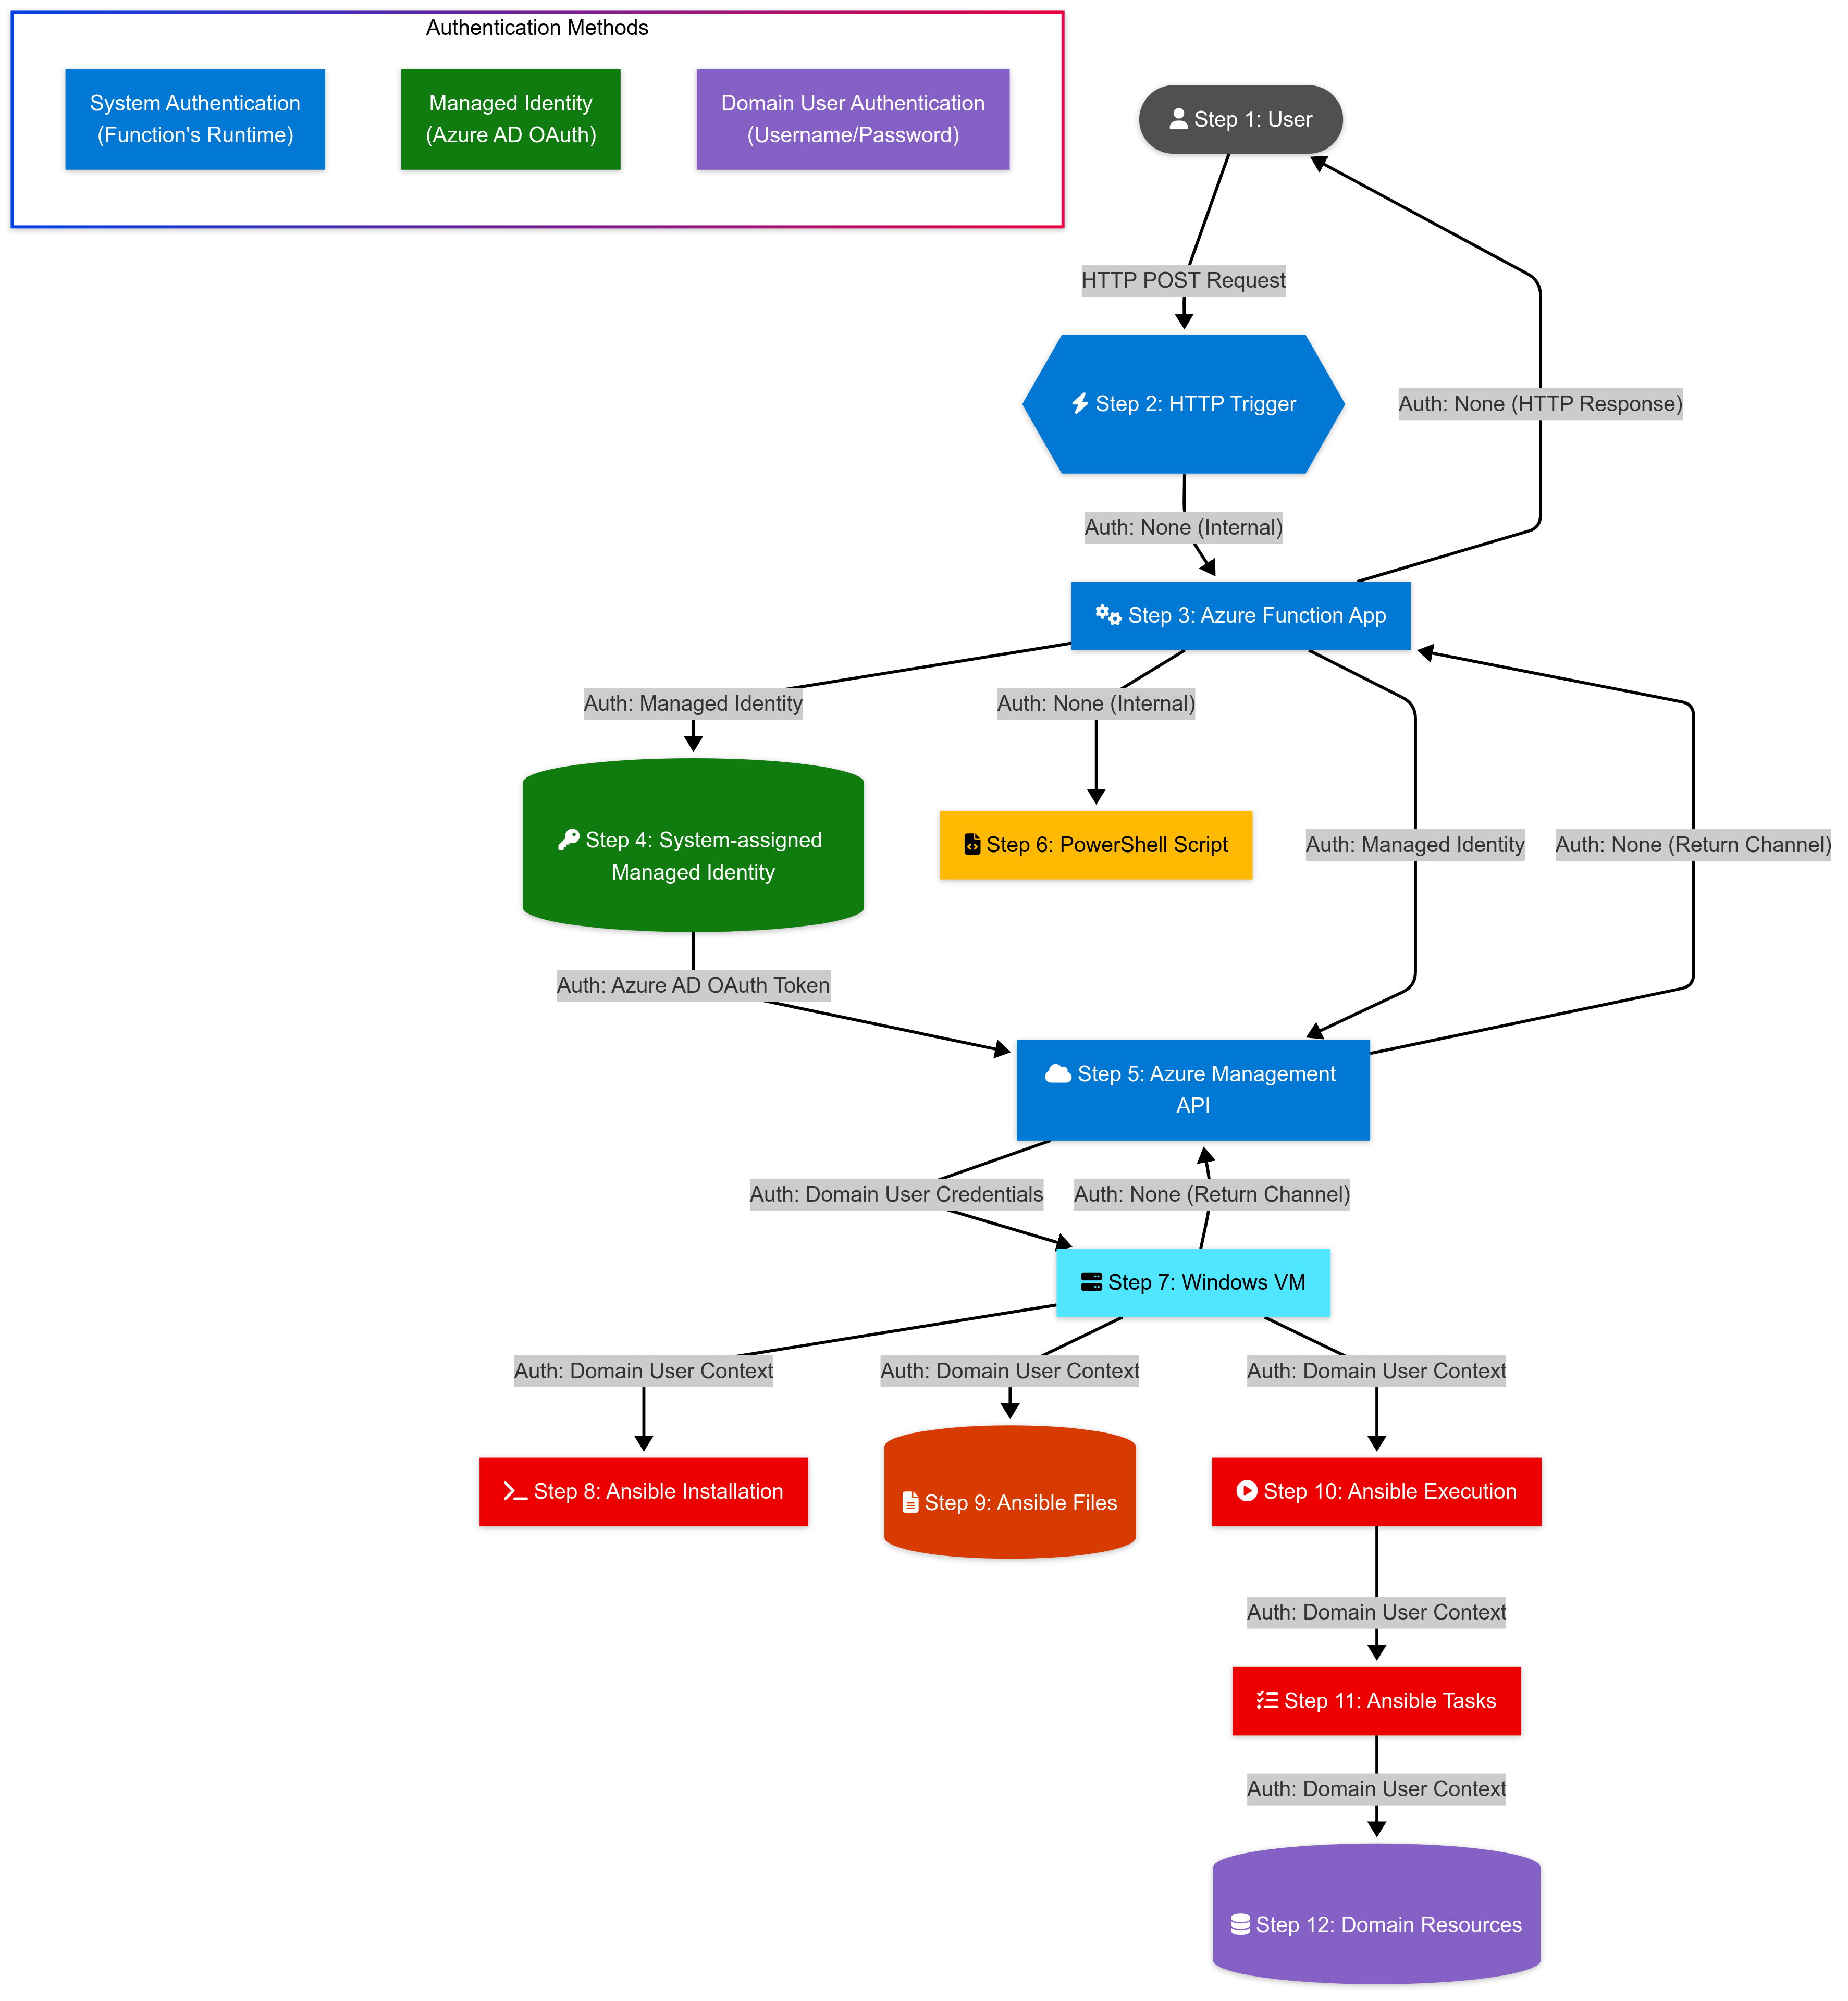 Authentication Methods
System Authentication
(Function's Runtime)
Managed Identity
(Azure AD OAuth)
Domain User Authentication
(Username/Password)
Step 1: User
HTTP POST Request
Step 2: HTTP Trigger
Auth: None (HTTP Response)
Auth: None (Internal)
Step 3: Azure Function App
Auth: Managed Identity
Auth: None (Internal)
Step 4: System-assigned
Managed Identity
Step 6: PowerShell Script
Auth: Managed Identity
Auth: None (Return Channel)
Auth: Azure AD OAuth Token
Step 5: Azure Management
API
Auth: Domain User Credentials
Auth: None (Return Channel)
Step 7: Windows VM
Auth: Domain User Context
Auth: Domain User Context
Auth: Domain User Context
Step 8: Ansible Installation
Step 9: Ansible Files
Step 10: Ansible Execution
Auth: Domain User Context
Step 11: Ansible Tasks
Auth: Domain User Context
Step 12: Domain Resources